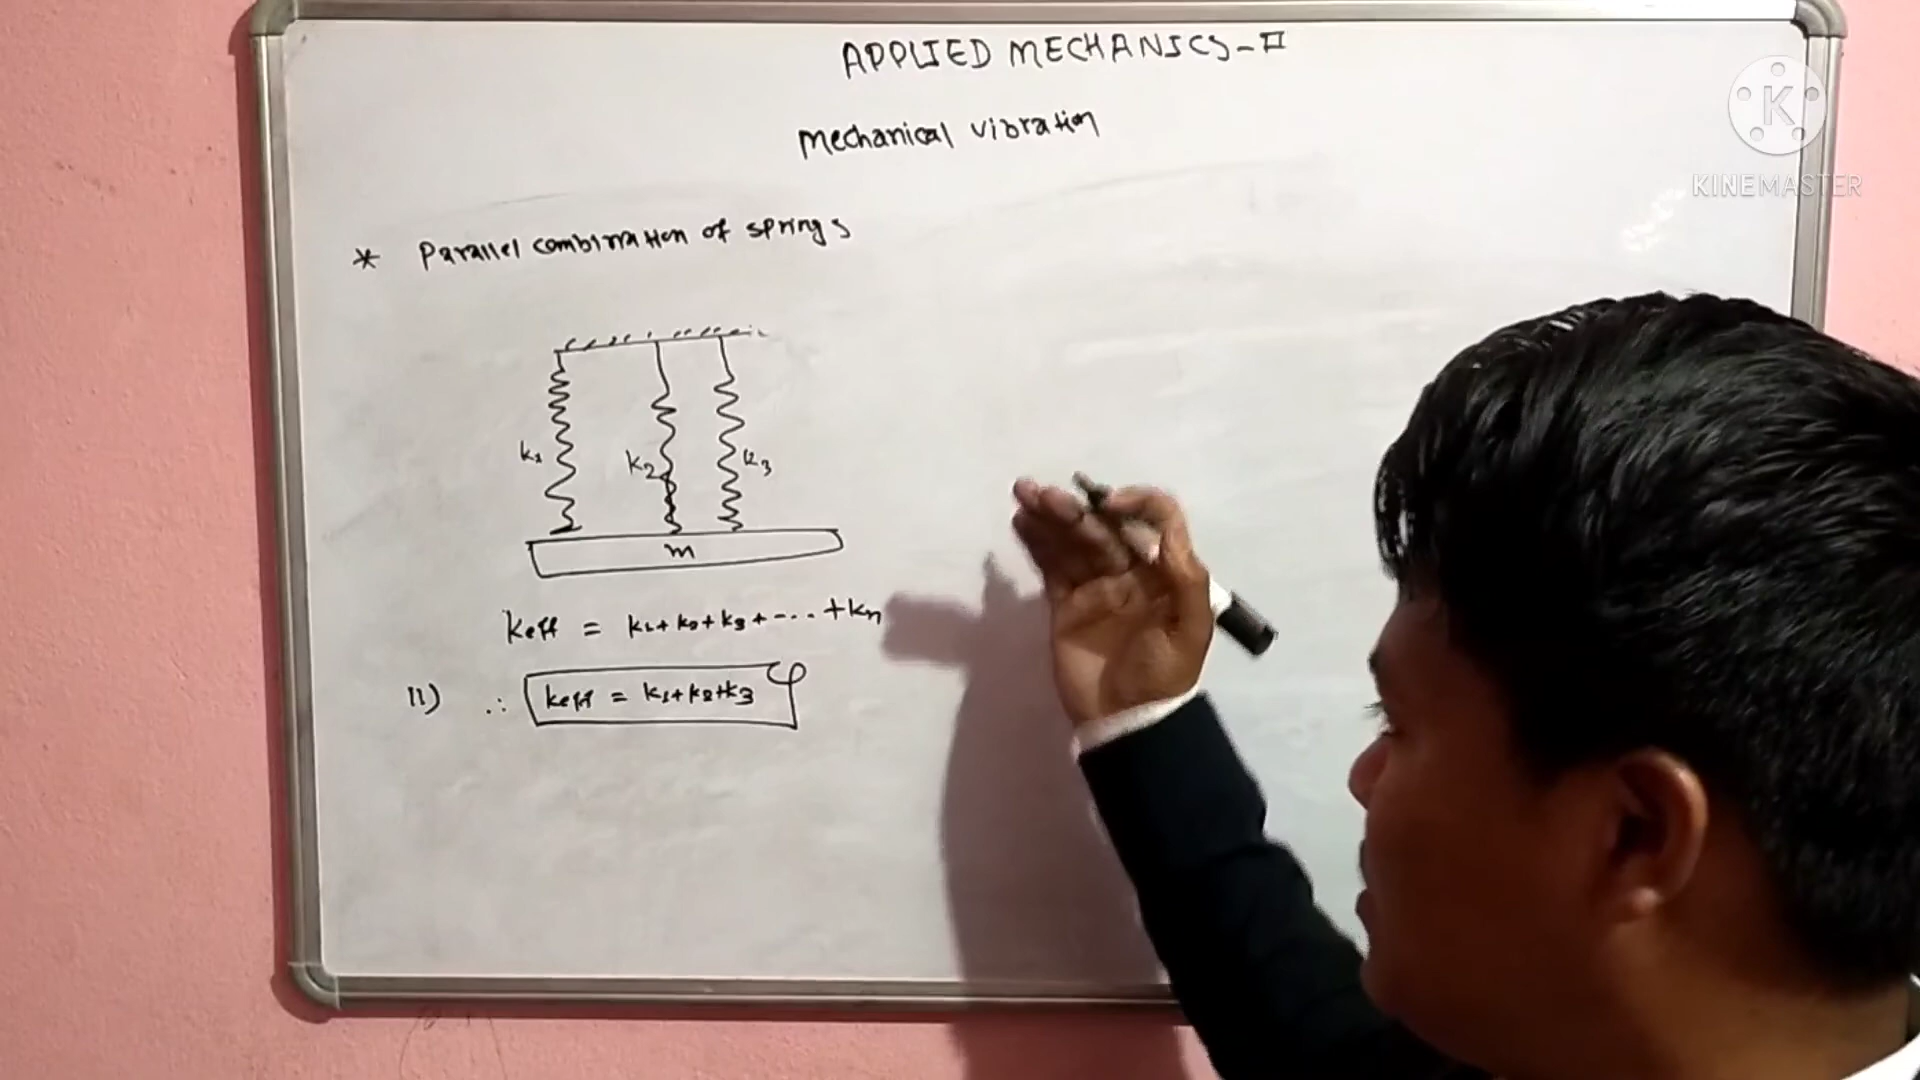 APPLIED MECHANICS-II
K
KINEMASTER
Mechanical vibration
* Parallel combination of springs
k1 k2 k3
m
Keff = k1+k2+k3+-...+kn
11) ∴ keff = k1+k2+k3